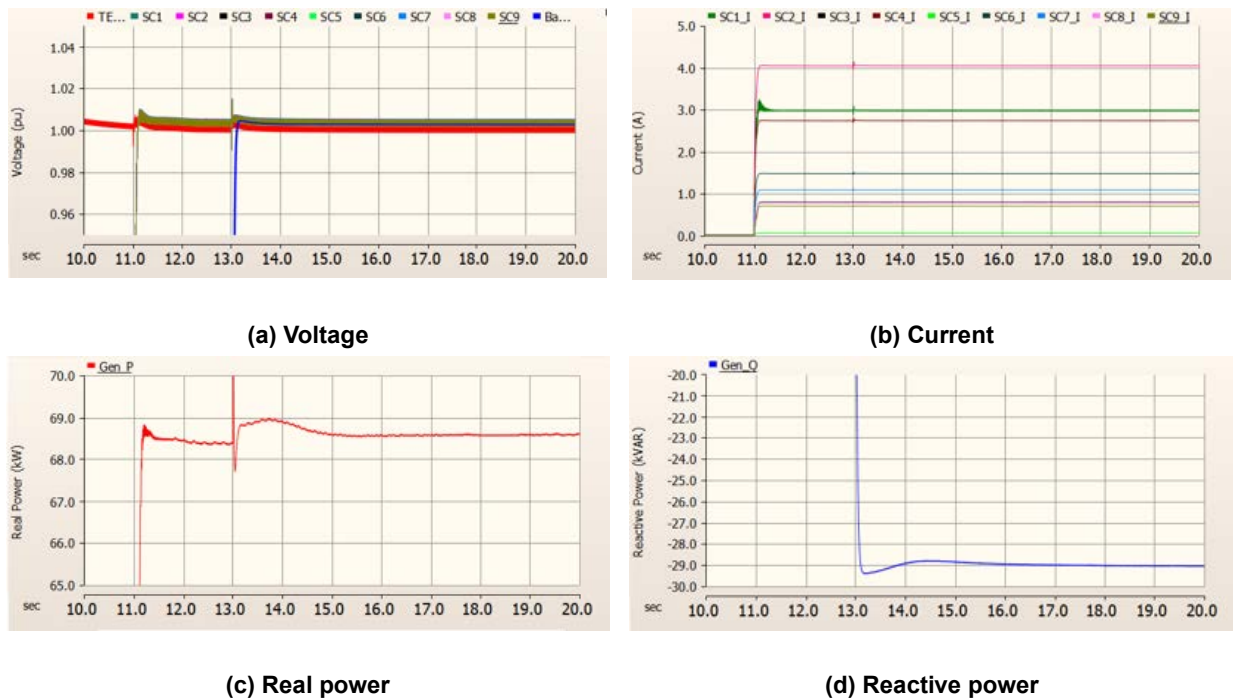 TE... SC1 SC2 SC3 SC4 SC5 SC6 SC7 SC8 SC9 Ba...
Voltage (pu)
1.04
1.02
1.00
0.98
0.96
sec 10.0 11.0 12.0 13.0 14.0 15.0 16.0 17.0 18.0 19.0 20.0
(a) Voltage
SC1_I SC2_I SC3_I SC4_I SC5_I SC6_I SC7_I SC8_I SC9_I
Current (A)
5.0
4.0
3.0
2.0
1.0
0.0
sec 10.0 11.0 12.0 13.0 14.0 15.0 16.0 17.0 18.0 19.0 20.0
(b) Current
Gen_P
Real Power (kW)
70.0
69.0
68.0
67.0
66.0
65.0
sec 10.0 11.0 12.0 13.0 14.0 15.0 16.0 17.0 18.0 19.0 20.0
(c) Real power
Gen_Q
Reactive Power (kVAR)
-20.0
-21.0
-22.0
-23.0
-24.0
-25.0
-26.0
-27.0
-28.0
-29.0
-30.0
sec 10.0 11.0 12.0 13.0 14.0 15.0 16.0 17.0 18.0 19.0 20.0
(d) Reactive power